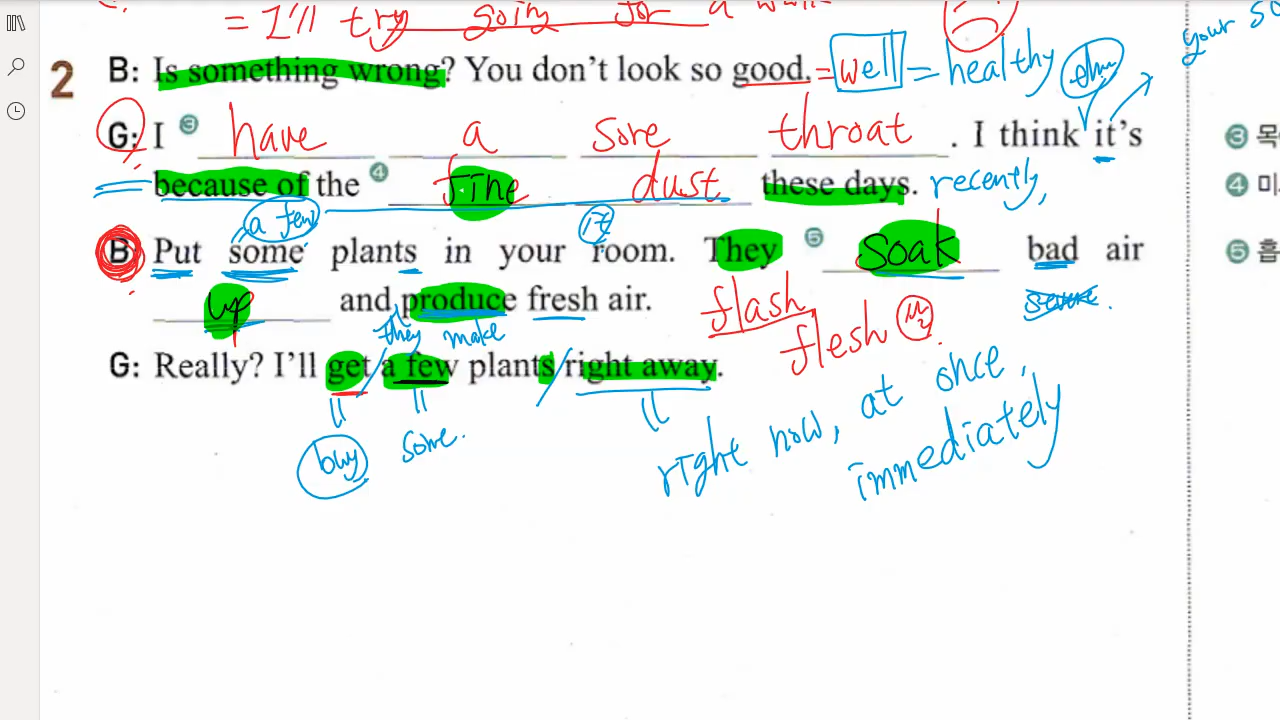 = I'll try going for a walk
2 B: Is something wrong? You don't look so good. = well = healthy
your so
G: I ③ have a sore throat. I think it's
③ 목
because of the ④ fine dust these days. recently,
④ 미
a few it
B: Put some plants in your room. They ⑤ soak bad air
⑤ 흡
up and produce fresh air. flash
they make flesh
G: Really? I'll get a few plants / right away.
buy some. right now, at once, immediately